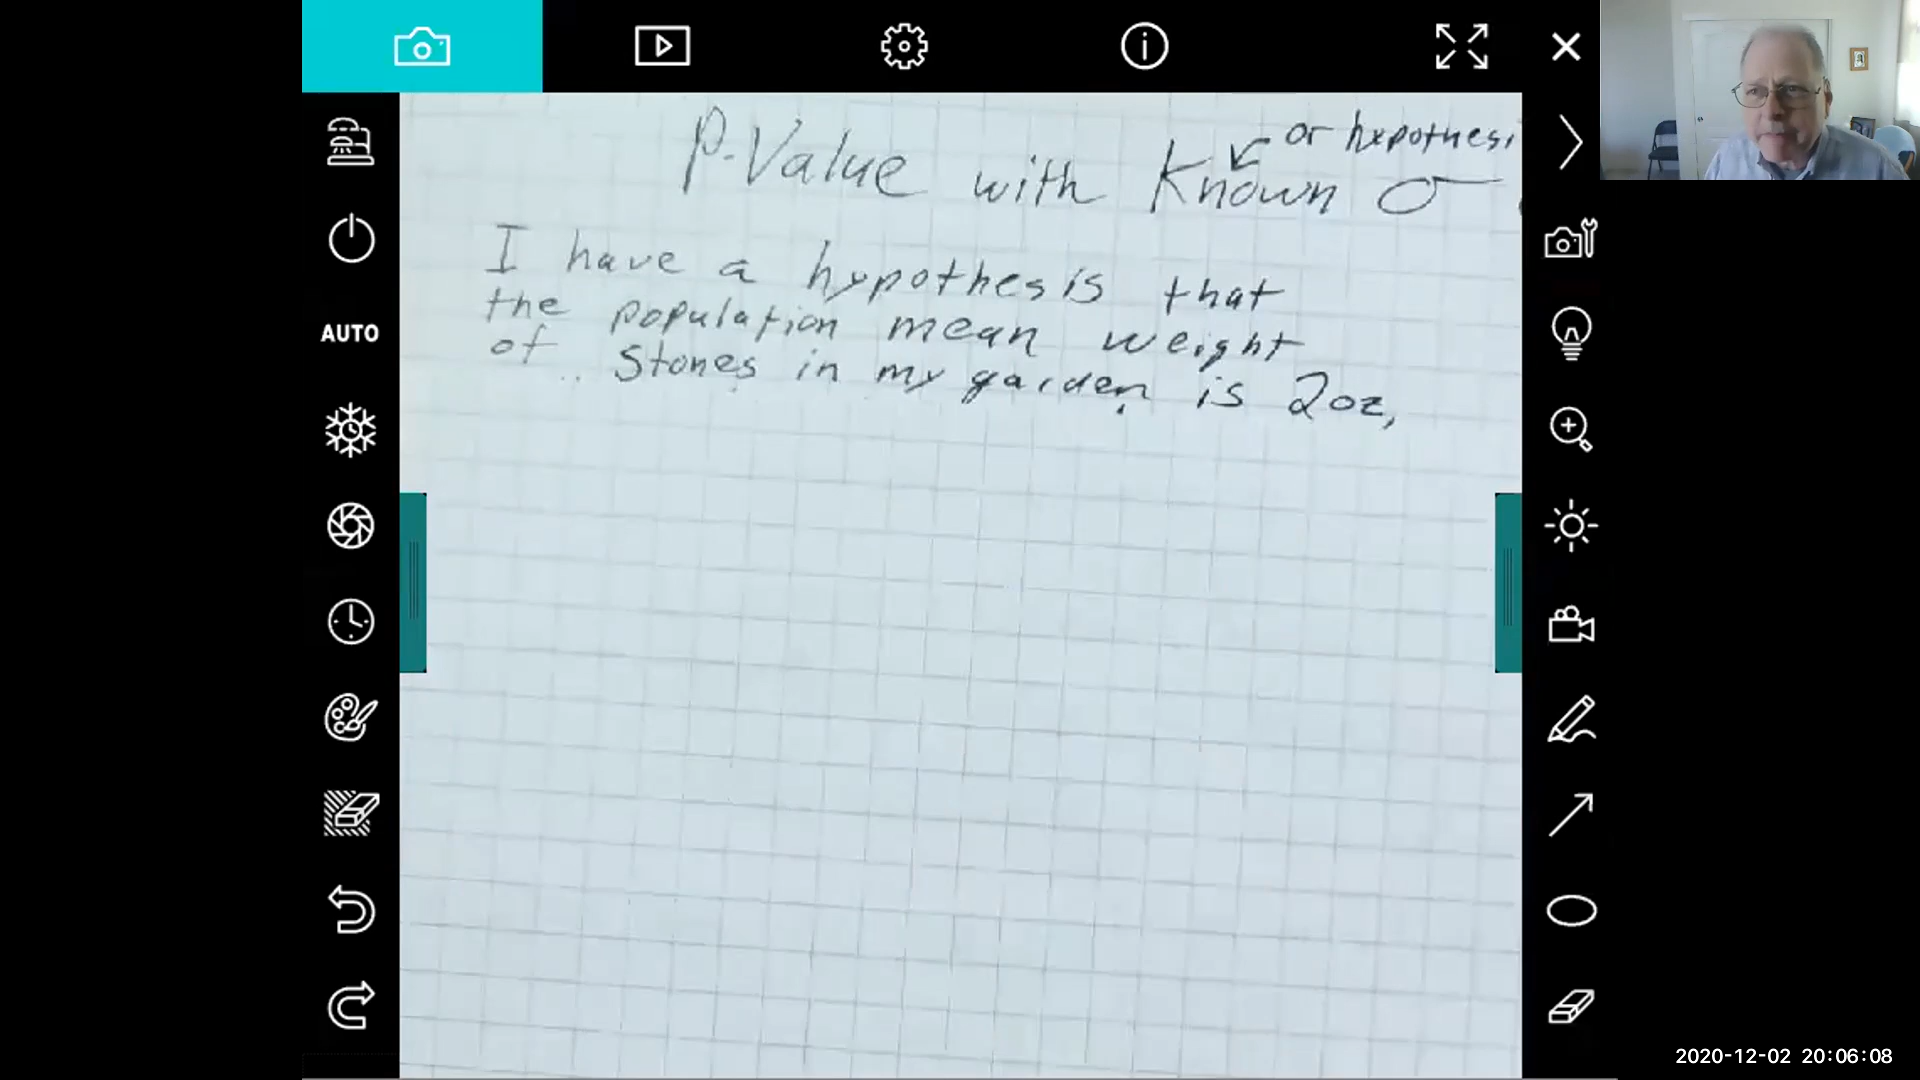 P-Value with Known σ
or hypothesi
I have a hypothesis that
the population mean weight
of stones in my garden is 2oz,
AUTO
2020-12-02 20:06:08